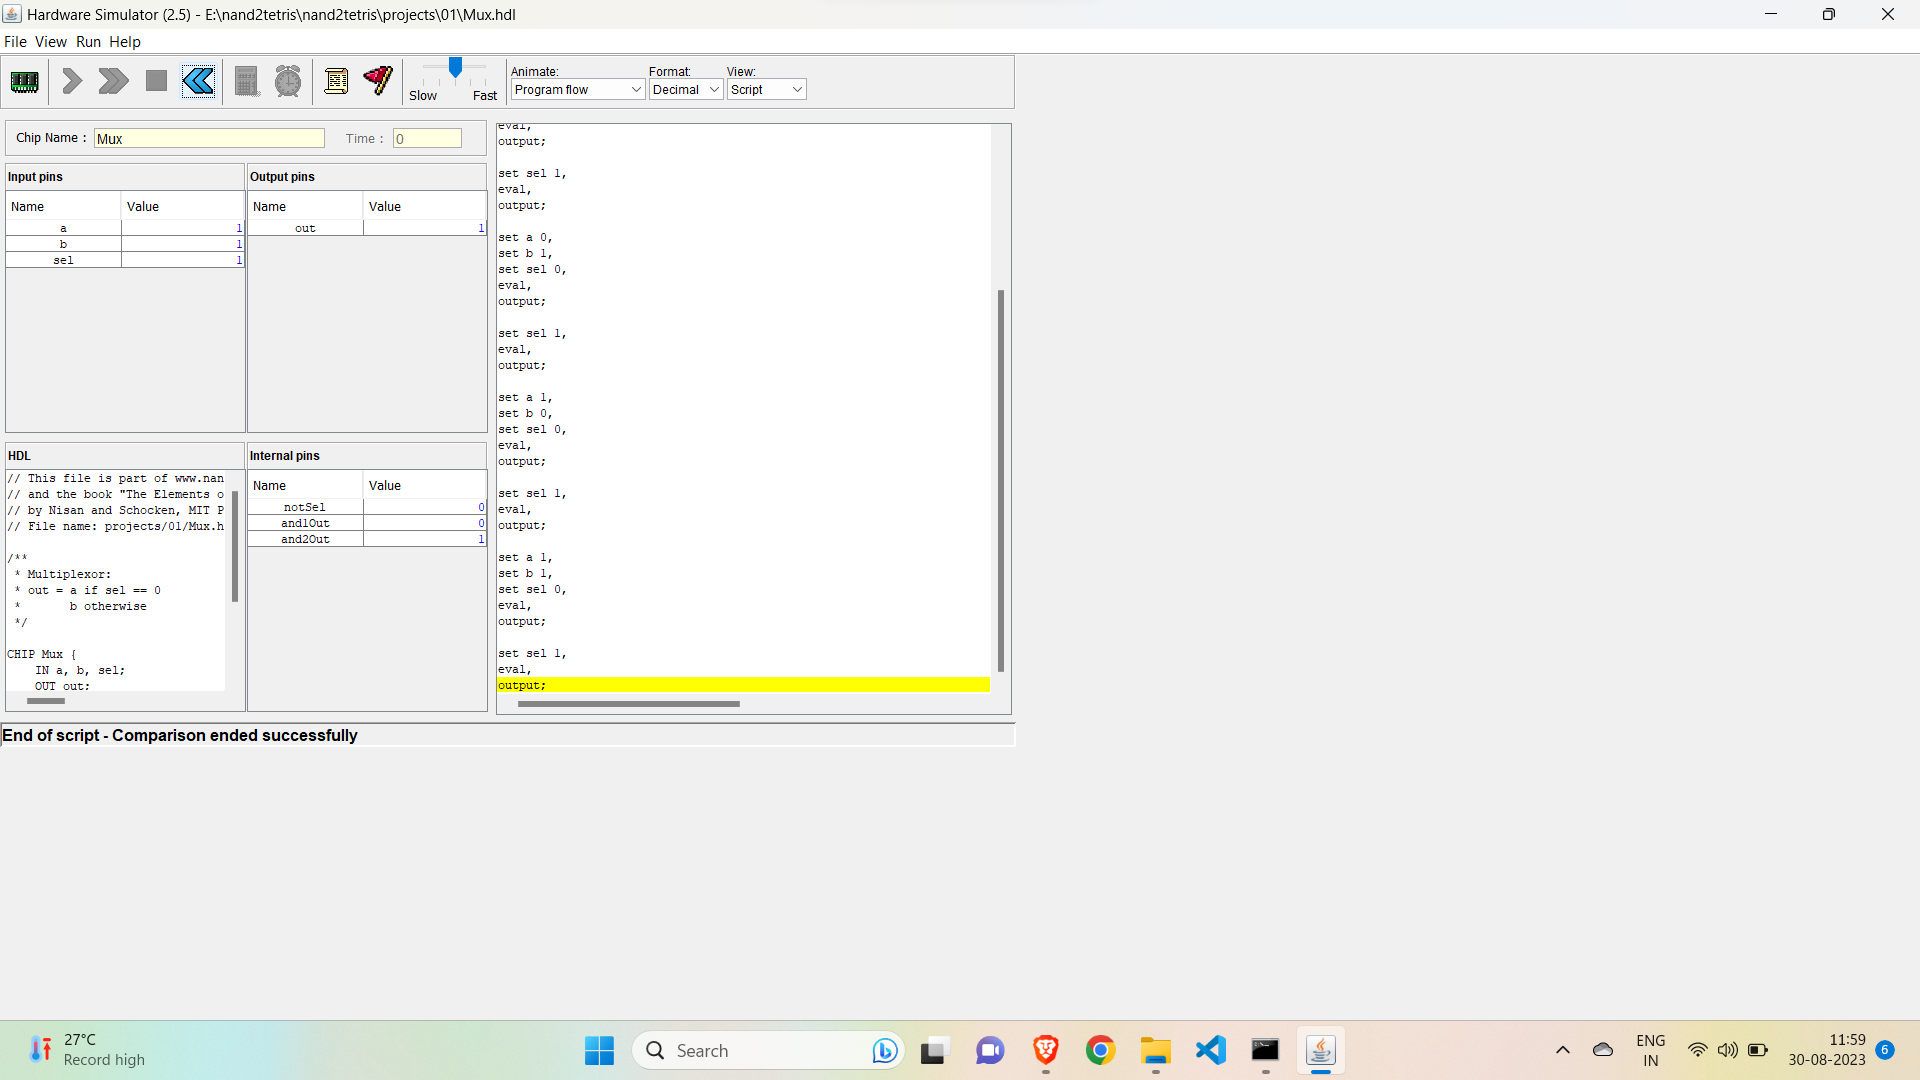 Hardware Simulator (2.5) - E:\nand2tetris\nand2tetris\projects\01\Mux.hdl
File View Run Help
Slow Fast
Animate:
Program flow
Format:
Decimal
View:
Script
Chip Name : Mux
Time : 0
Input pins
Name Value
a 1
b 1
sel 1
Output pins
Name Value
out 1
HDL
// This file is part of www.nan
// and the book "The Elements o
// by Nisan and Schocken, MIT P
// File name: projects/01/Mux.h
/**
* Multiplexor:
* out = a if sel == 0
* b otherwise
*/
CHIP Mux {
IN a, b, sel;
OUT out;
Internal pins
Name Value
notSel 0
and1Out 0
and2Out 1
eval,
output;
set sel 1,
eval,
output;
set a 0,
set b 1,
set sel 0,
eval,
output;
set sel 1,
eval,
output;
set a 1,
set b 0,
set sel 0,
eval,
output;
set sel 1,
eval,
output;
set a 1,
set b 1,
set sel 0,
eval,
output;
set sel 1,
eval,
output;
End of script - Comparison ended successfully
27°C
Record high
Search
ENG
IN
11:59
30-08-2023
6